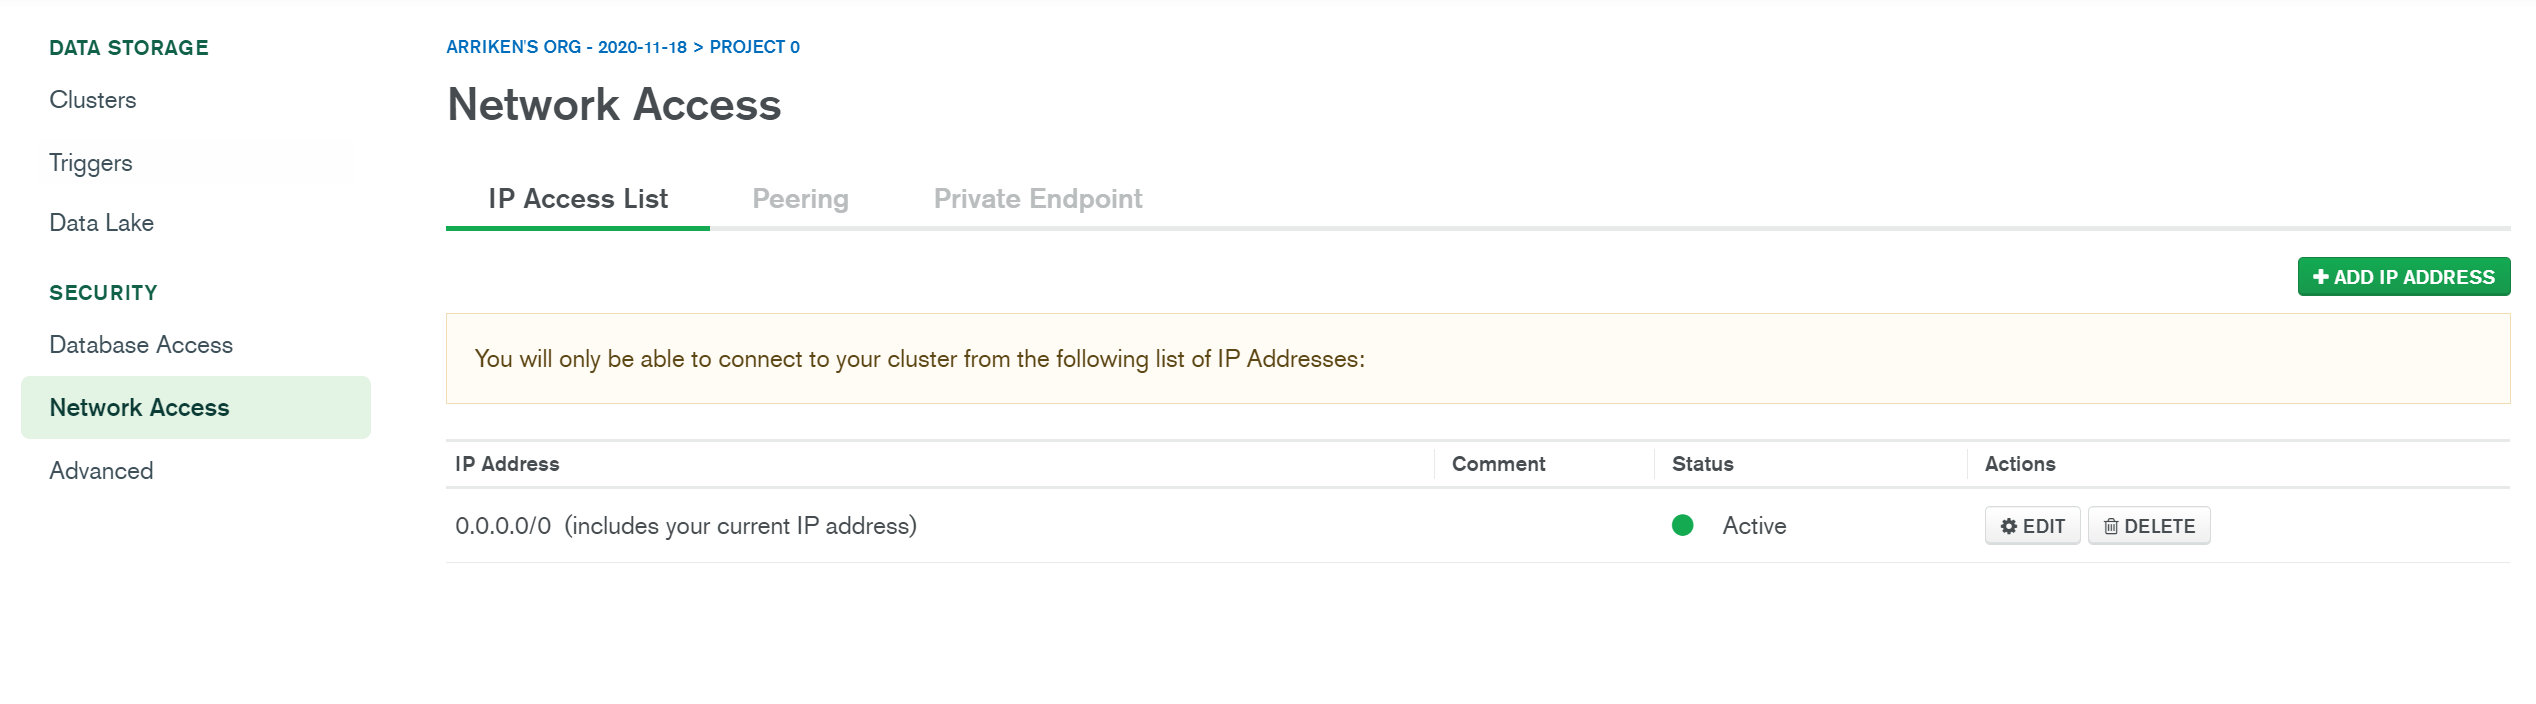 DATA STORAGE
Clusters
Triggers
Data Lake
SECURITY
Database Access
Network Access
Advanced
ARRIKEN'S ORG - 2020-11-18 > PROJECT 0
Network Access
IP Access List Peering Private Endpoint
ADD IP ADDRESS
You will only be able to connect to your cluster from the following list of IP Addresses:
IP Address Comment Status Actions
0.0.0.0/0 (includes your current IP address) Active EDIT DELETE